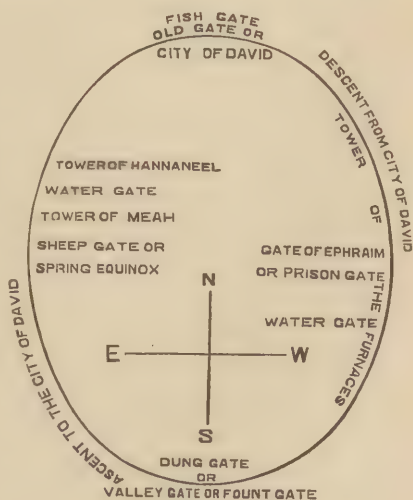 FISH GATE
OLD GATE OR
CITY OF DAVID
DESCENT FROM CITY OF DAVID
TOWER OF THE FURNACES
TOWER OF HANNANEEL
WATER GATE
TOWER OF MEAH
SHEEP GATE OR
SPRING EQUINOX
GATE OF EPHRAIM
OR PRISON GATE
WATER GATE
N
E
W
S
ASCENT TO THE CITY OF DAVID
DUNG GATE
OR
VALLEY GATE OR FOUNT GATE